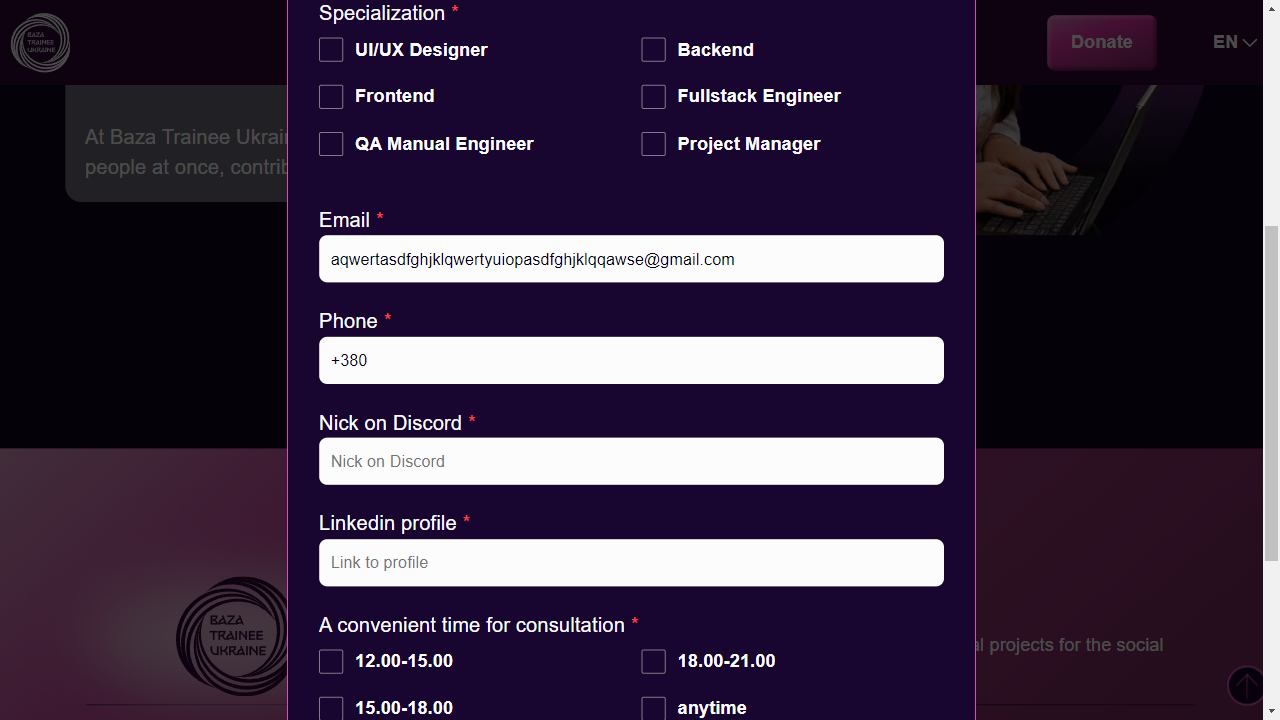 BAZA
TRAINEE
UKRAINE
Donate
EN
At Baza Trainee Ukrain
people at once, contrib
Specialization *
UI/UX Designer
Backend
Frontend
Fullstack Engineer
QA Manual Engineer
Project Manager
Email *
aqwertasdfghjklqwertyuiopasdfghjklqqawse@gmail.com
Phone *
+380
Nick on Discord *
Nick on Discord
Linkedin profile *
Link to profile
A convenient time for consultation *
12.00-15.00
18.00-21.00
15.00-18.00
anytime
BAZA
TRAINEE
UKRAINE
al projects for the social